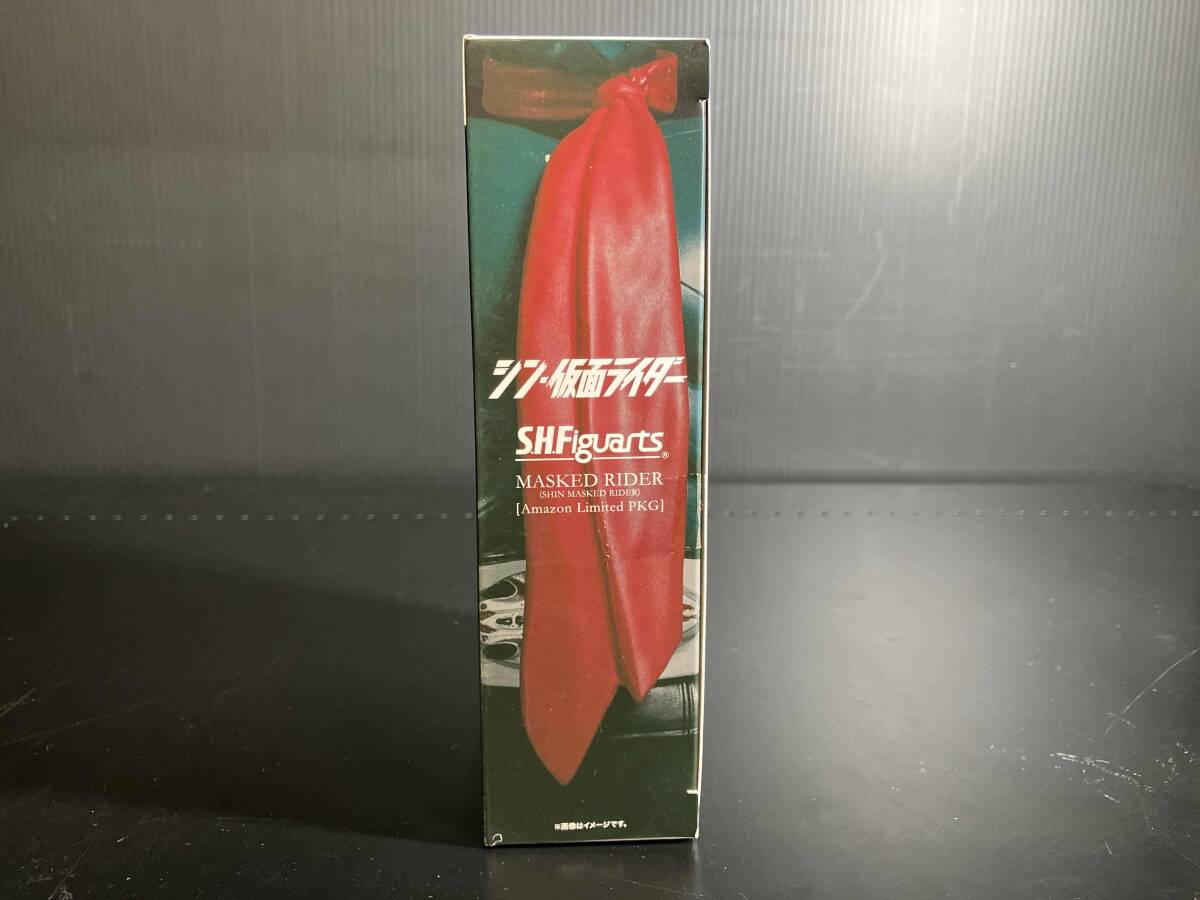 シン・仮面ライダー
S.H.Figuarts®
MASKED RIDER
(SHIN MASKED RIDER)
[Amazon Limited PKG]
※画像はイメージです。